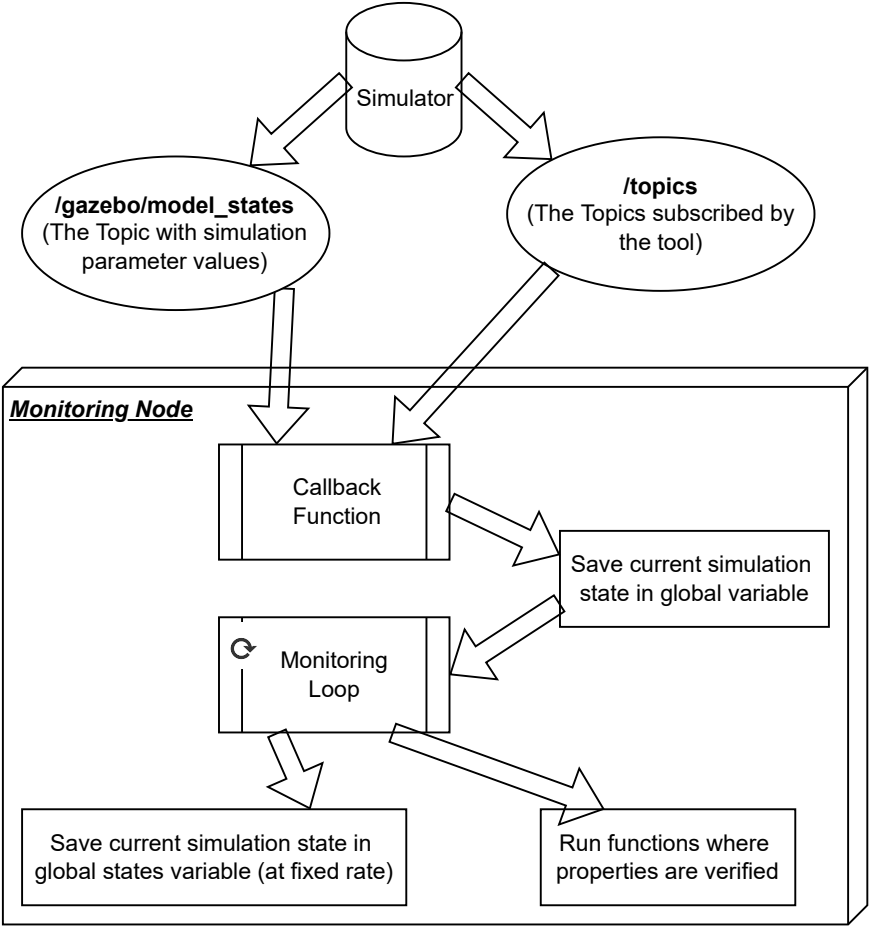 Simulator
/gazebo/model_states
(The Topic with simulation
parameter values)
/topics
(The Topics subscribed by
the tool)
Monitoring Node
Callback
Function
Save current simulation
state in global variable
Monitoring
Loop
Save current simulation state in
global states variable (at fixed rate)
Run functions where
properties are verified